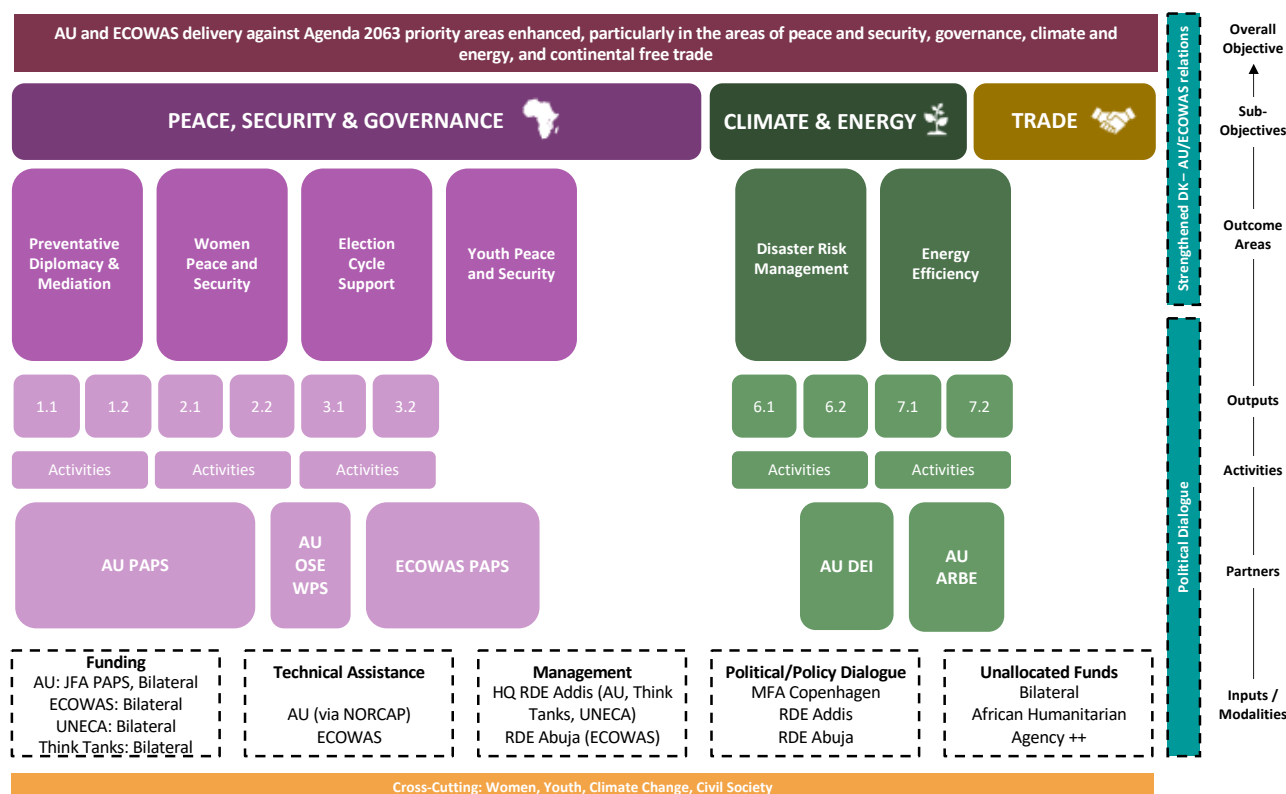 AU and ECOWAS delivery against Agenda 2063 priority areas enhanced, particularly in the areas of peace and security, governance, climate and
energy, and continental free trade
PEACE, SECURITY & GOVERNANCE
CLIMATE & ENERGY
TRADE
Preventative
Diplomacy &
Mediation
Women
Peace and
Security
Election
Cycle
Support
Youth Peace
and Security
Disaster Risk
Management
Energy
Efficiency
1.1
1.2
2.1
2.2
3.1
3.2
6.1
6.2
7.1
7.2
Activities
Activities
Activities
Activities
Activities
AU PAPS
AU
OSE
WPS
ECOWAS PAPS
AU DEI
AU
ARBE
Funding
AU: JFA PAPS, Bilateral
ECOWAS: Bilateral
UNECA: Bilateral
Think Tanks: Bilateral
Technical Assistance
AU (via NORCAP)
ECOWAS
Management
HQ RDE Addis (AU, Think
Tanks, UNECA)
RDE Abuja (ECOWAS)
Political/Policy Dialogue
MFA Copenhagen
RDE Addis
RDE Abuja
Unallocated Funds
Bilateral
African Humanitarian
Agency ++
Cross-Cutting: Women, Youth, Climate Change, Civil Society
Strengthened DK– AU/ECOWAS relations
Political Dialogue
Overall
Objective
Sub-
Objectives
Outcome
Areas
Outputs
Activities
Partners
Inputs /
Modalities